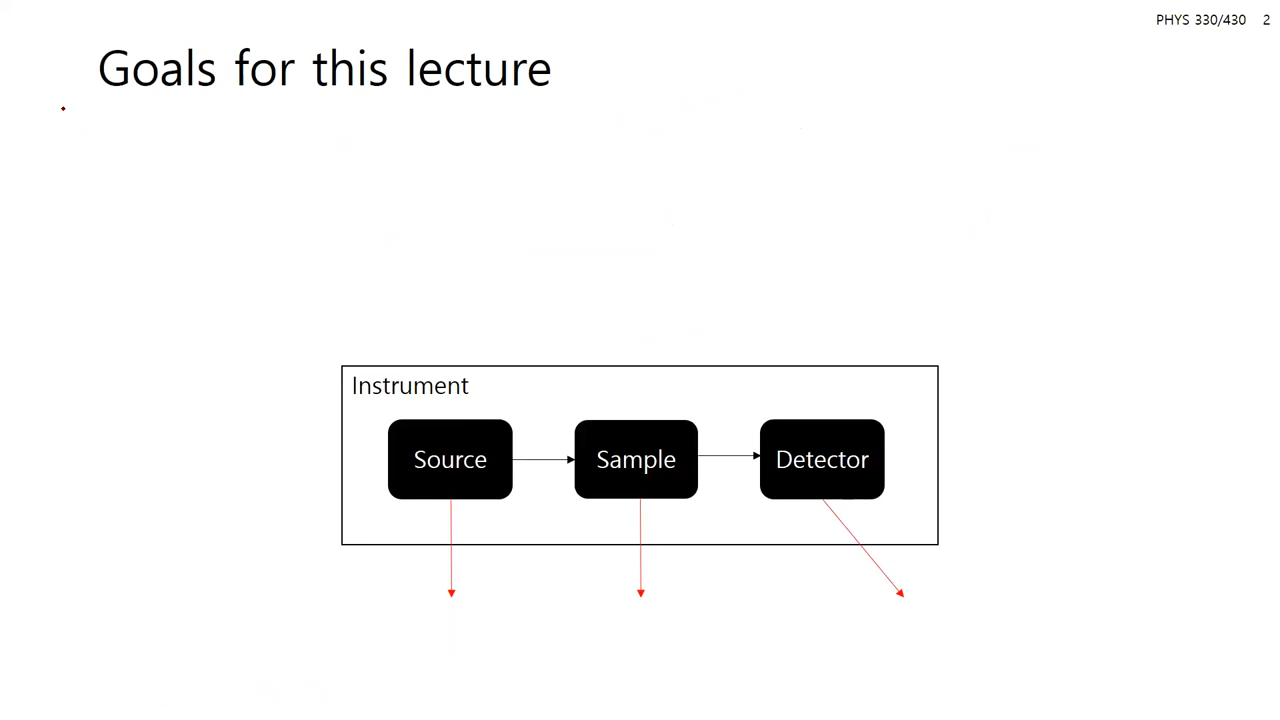 PHYS 330/430 2
Goals for this lecture
Instrument
Source Sample Detector